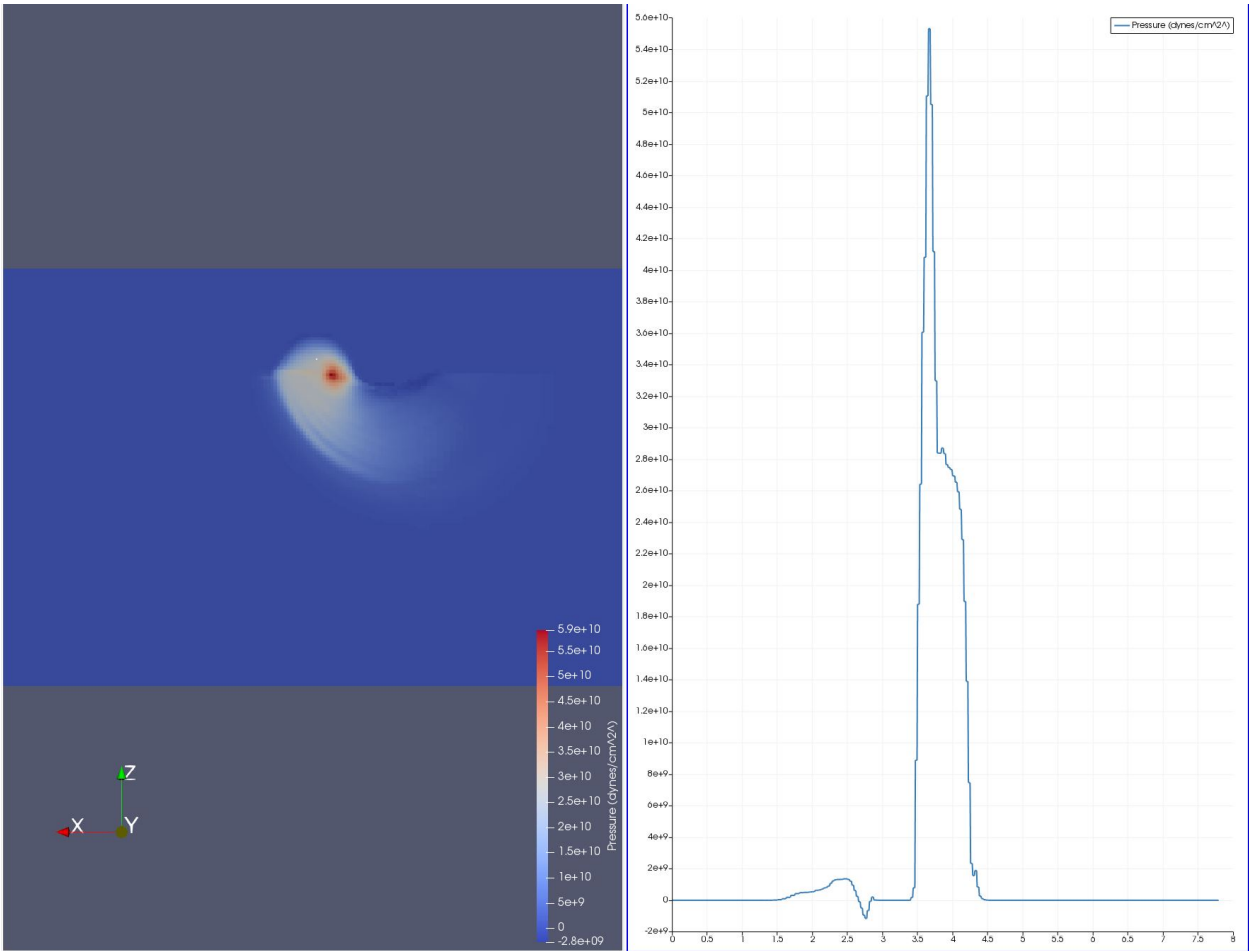 5.9e+10
5.5e+10
5e+10
4.5e+10
4e+10
3.5e+10
3e+10
2.5e+10
2e+10
1.5e+10
1e+10
5e+9
0
-2.8e+09
Pressure (dynes/cm^2^)
Z
X
Y
Pressure (dynes/cm^2^)
5.6e+10
5.4e+10
5.2e+10
5e+10
4.8e+10
4.6e+10
4.4e+10
4.2e+10
4e+10
3.8e+10
3.6e+10
3.4e+10
3.2e+10
3e+10
2.8e+10
2.6e+10
2.4e+10
2.2e+10
2e+10
1.8e+10
1.6e+10
1.4e+10
1.2e+10
1e+10
8e+9
6e+9
4e+9
2e+9
0
-2e+9
0 0.5 1 1.5 2 2.5 3 3.5 4 4.5 5 5.5 6 6.5 7 7.5 8